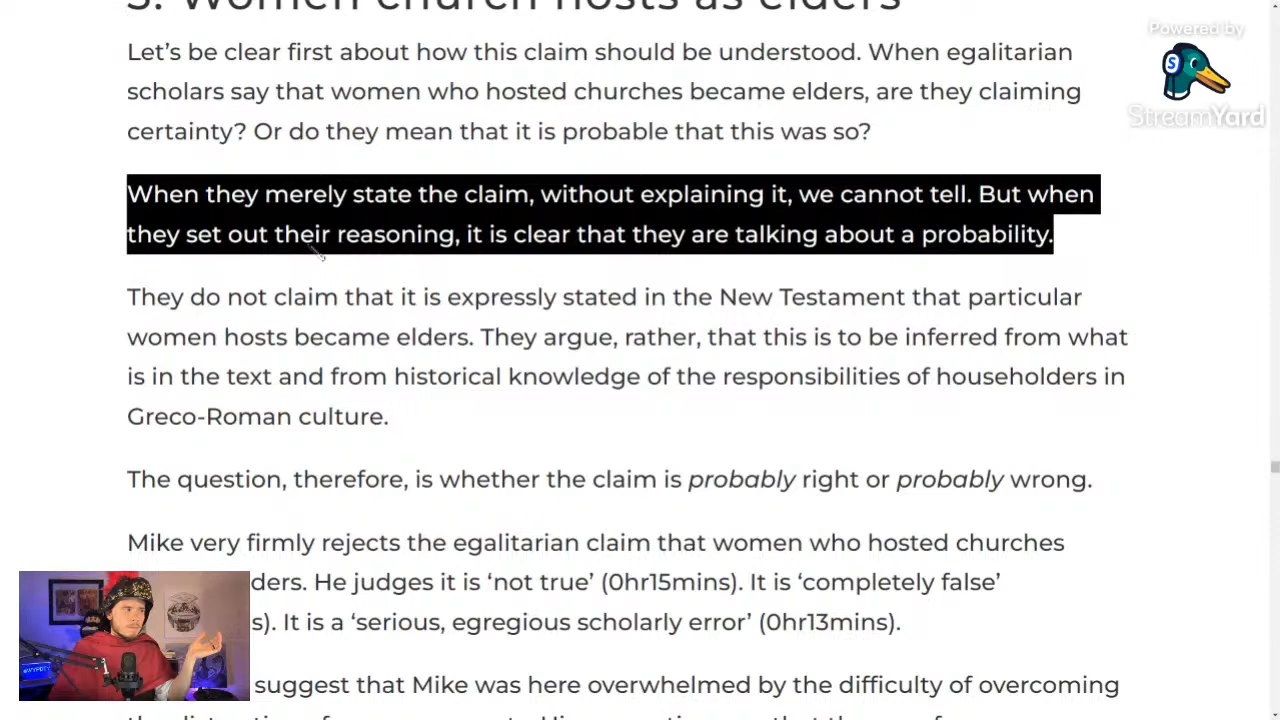 3. Women church hosts as elders
Powered by
StreamYard
Let's be clear first about how this claim should be understood. When egalitarian
scholars say that women who hosted churches became elders, are they claiming
certainty? Or do they mean that it is probable that this was so?
When they merely state the claim, without explaining it, we cannot tell. But when
they set out their reasoning, it is clear that they are talking about a probability.
They do not claim that it is expressly stated in the New Testament that particular
women hosts became elders. They argue, rather, that this is to be inferred from what
is in the text and from historical knowledge of the responsibilities of householders in
Greco-Roman culture.
The question, therefore, is whether the claim is probably right or probably wrong.
Mike very firmly rejects the egalitarian claim that women who hosted churches
ders. He judges it is ‘not true’ (0hr15mins). It is ‘completely false’
s). It is a ‘serious, egregious scholarly error’ (0hr13mins).
suggest that Mike was here overwhelmed by the difficulty of overcoming